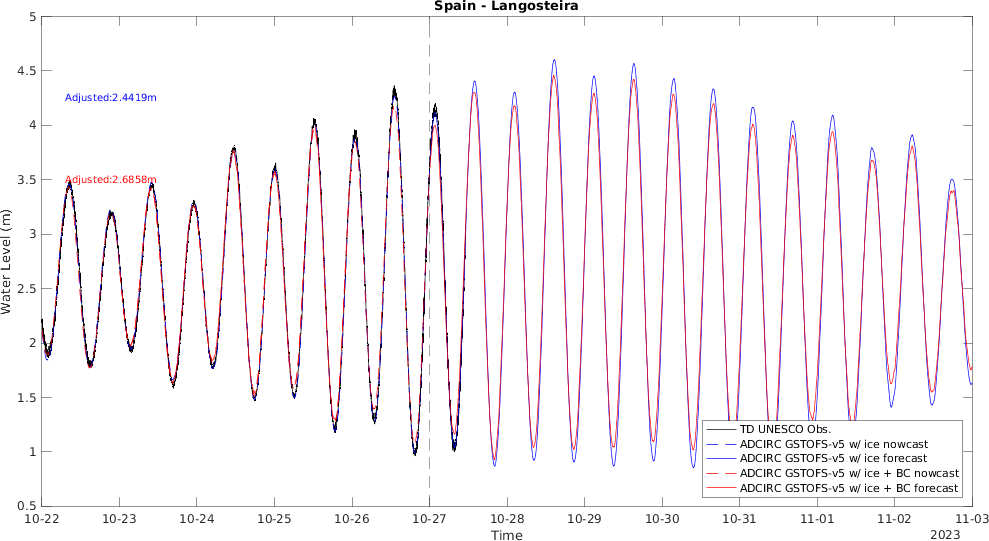 Spain - Langosteira
5
4.5
4
3.5
3
2.5
2
1.5
1
0.5
Water Level (m)
Adjusted:2.4419m
Adjusted:2.6858m
TD UNESCO Obs.
ADCIRC GSTOFS-v5 w/ ice nowcast
ADCIRC GSTOFS-v5 w/ ice forecast
ADCIRC GSTOFS-v5 w/ ice + BC nowcast
ADCIRC GSTOFS-v5 w/ ice + BC forecast
10-22 10-23 10-24 10-25 10-26 10-27 10-28 10-29 10-30 10-31 11-01 11-02 11-03
Time
2023